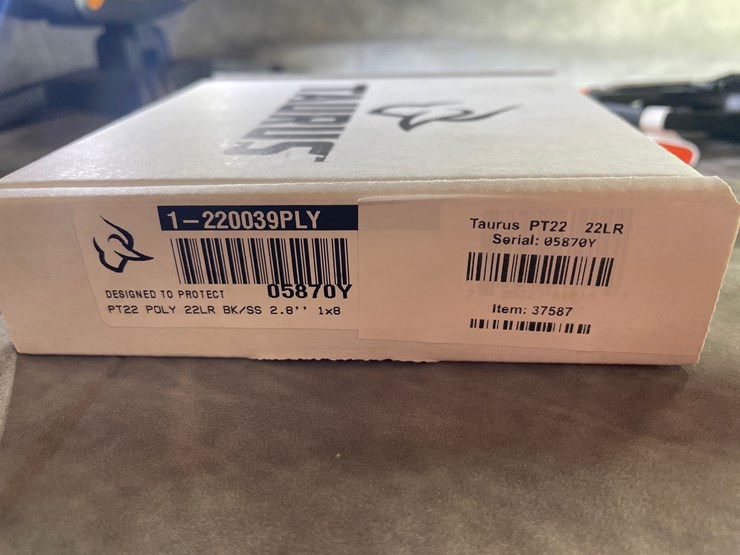 TAURUS
1-220039PLY
05870Y
DESIGNED TO PROTECT
PT22 POLY 22LR BK/SS 2.8'' 1x8
Taurus PT22 22LR
Serial: 05870Y
Item: 37587